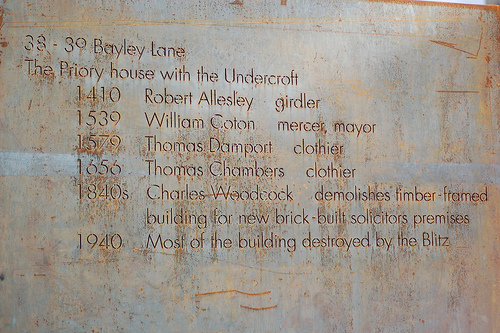 38 - 39 Bayley Lane
The Priory house with the Undercroft
1410 Robert Allesley girdler
1539 William Coton mercer, mayor
1579 Thomas Damport clothier
1656 Thomas Chambers clothier
1840s Charles Woodcock demolishes timber-framed
building for new brick-built solicitors premises
1940 Most of the building destroyed by the Blitz